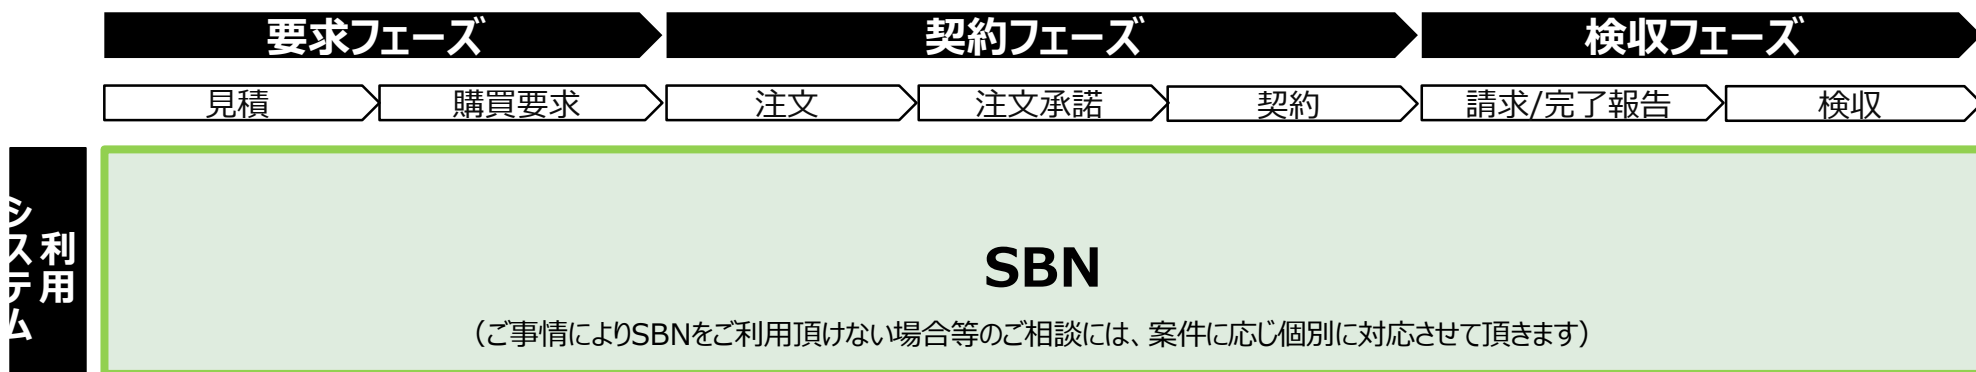 要求フェーズ
契約フェーズ
検収フェーズ
見積
購買要求
注文
注文承諾
契約
請求/完了報告
検収
利用
システム
SBN
（ご事情によりSBNをご利用頂けない場合等のご相談には、案件に応じ個別に対応させて頂きます）